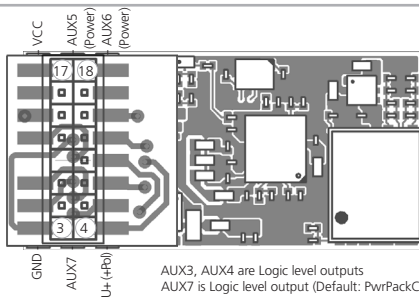 VCC
AUX5
(Power)
AUX6
(Power)
17 18
3 4
GND
AUX7
U+ (+Pol)
AUX3, AUX4 are Logic level outputs
AUX7 is Logic level output (Default: PwrPackC